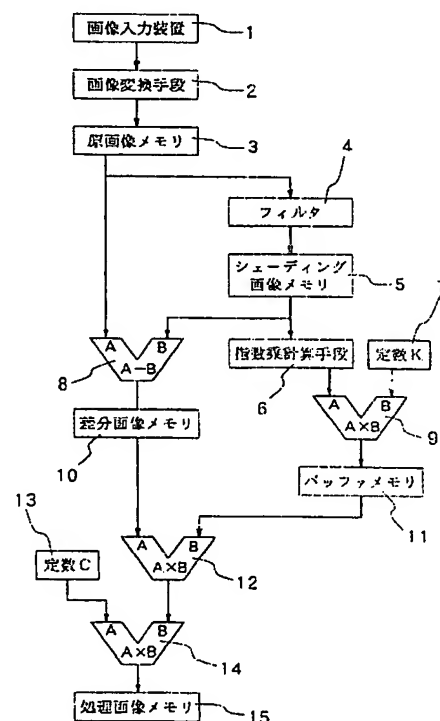 画像入力装置
1
画像変換手段
2
原画像メモリ
3
4
フィルタ
シェーディング
画像メモリ
5
7
A
B
A−B
8
指数乗計算手段
6
定数K
A
B
A×B
9
差分画像メモリ
10
バッファメモリ
11
13
定数C
A
B
A×B
12
A
B
A×B
14
処理画像メモリ
15